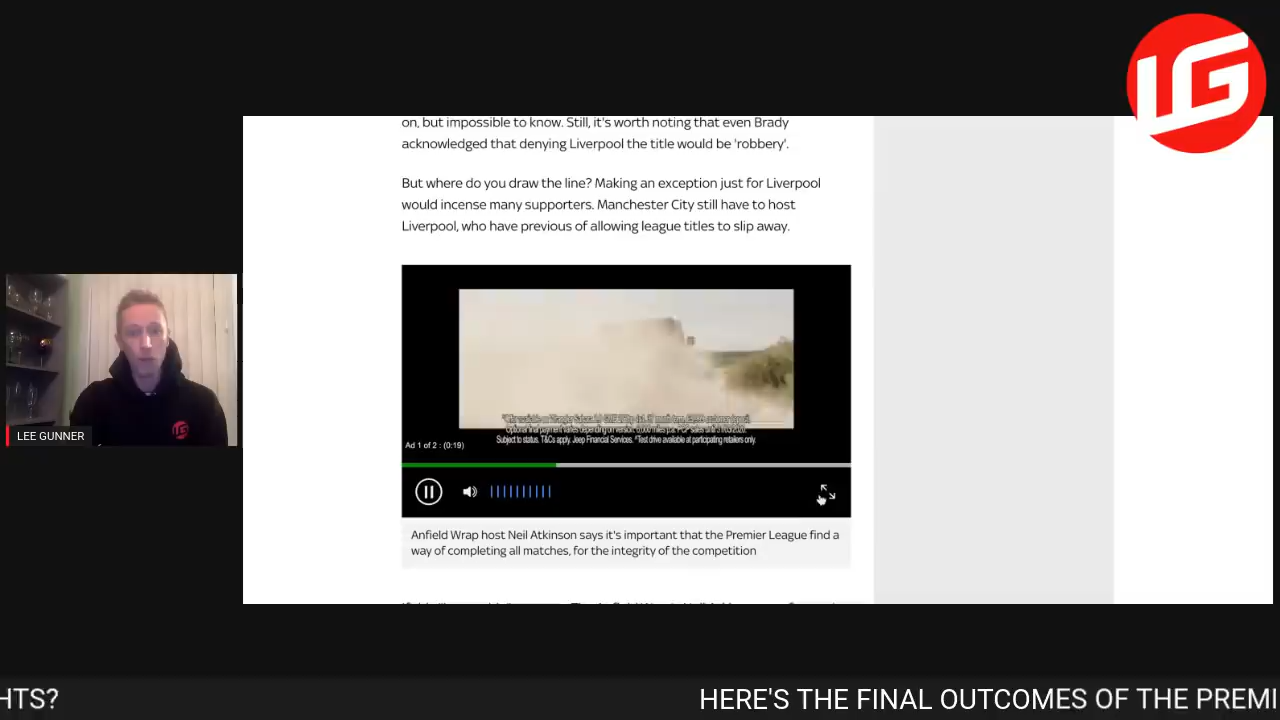 LG
on, but impossible to know. Still, it's worth noting that even Brady
acknowledged that denying Liverpool the title would be 'robbery'.
But where do you draw the line? Making an exception just for Liverpool
would incense many supporters. Manchester City still have to host
Liverpool, who have previous of allowing league titles to slip away.
Subject to status. T&Cs apply. Jeep Financial Services. *Test drive available at participating retailers only.
Ad 1 of 2 : (0:19)
LEE GUNNER
Anfield Wrap host Neil Atkinson says it's important that the Premier League find a
way of completing all matches, for the integrity of the competition
HTS?
HERE'S THE FINAL OUTCOMES OF THE PREMI